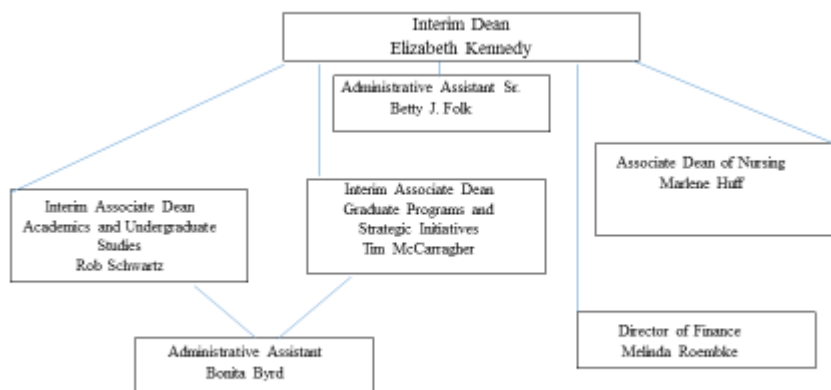 Interim Dean
Elizabeth Kennedy
Administrative Assistant Sr.
Betty J. Folk
Associate Dean of Nursing
Marlene Huff
Interim Associate Dean
Academics and Undergraduate
Studies
Rob Schwartz
Interim Associate Dean
Graduate Programs and
Strategic Initiatives
Tim McCarragher
Director of Finance
Melinda Roembke
Administrative Assistant
Bonita Byrd